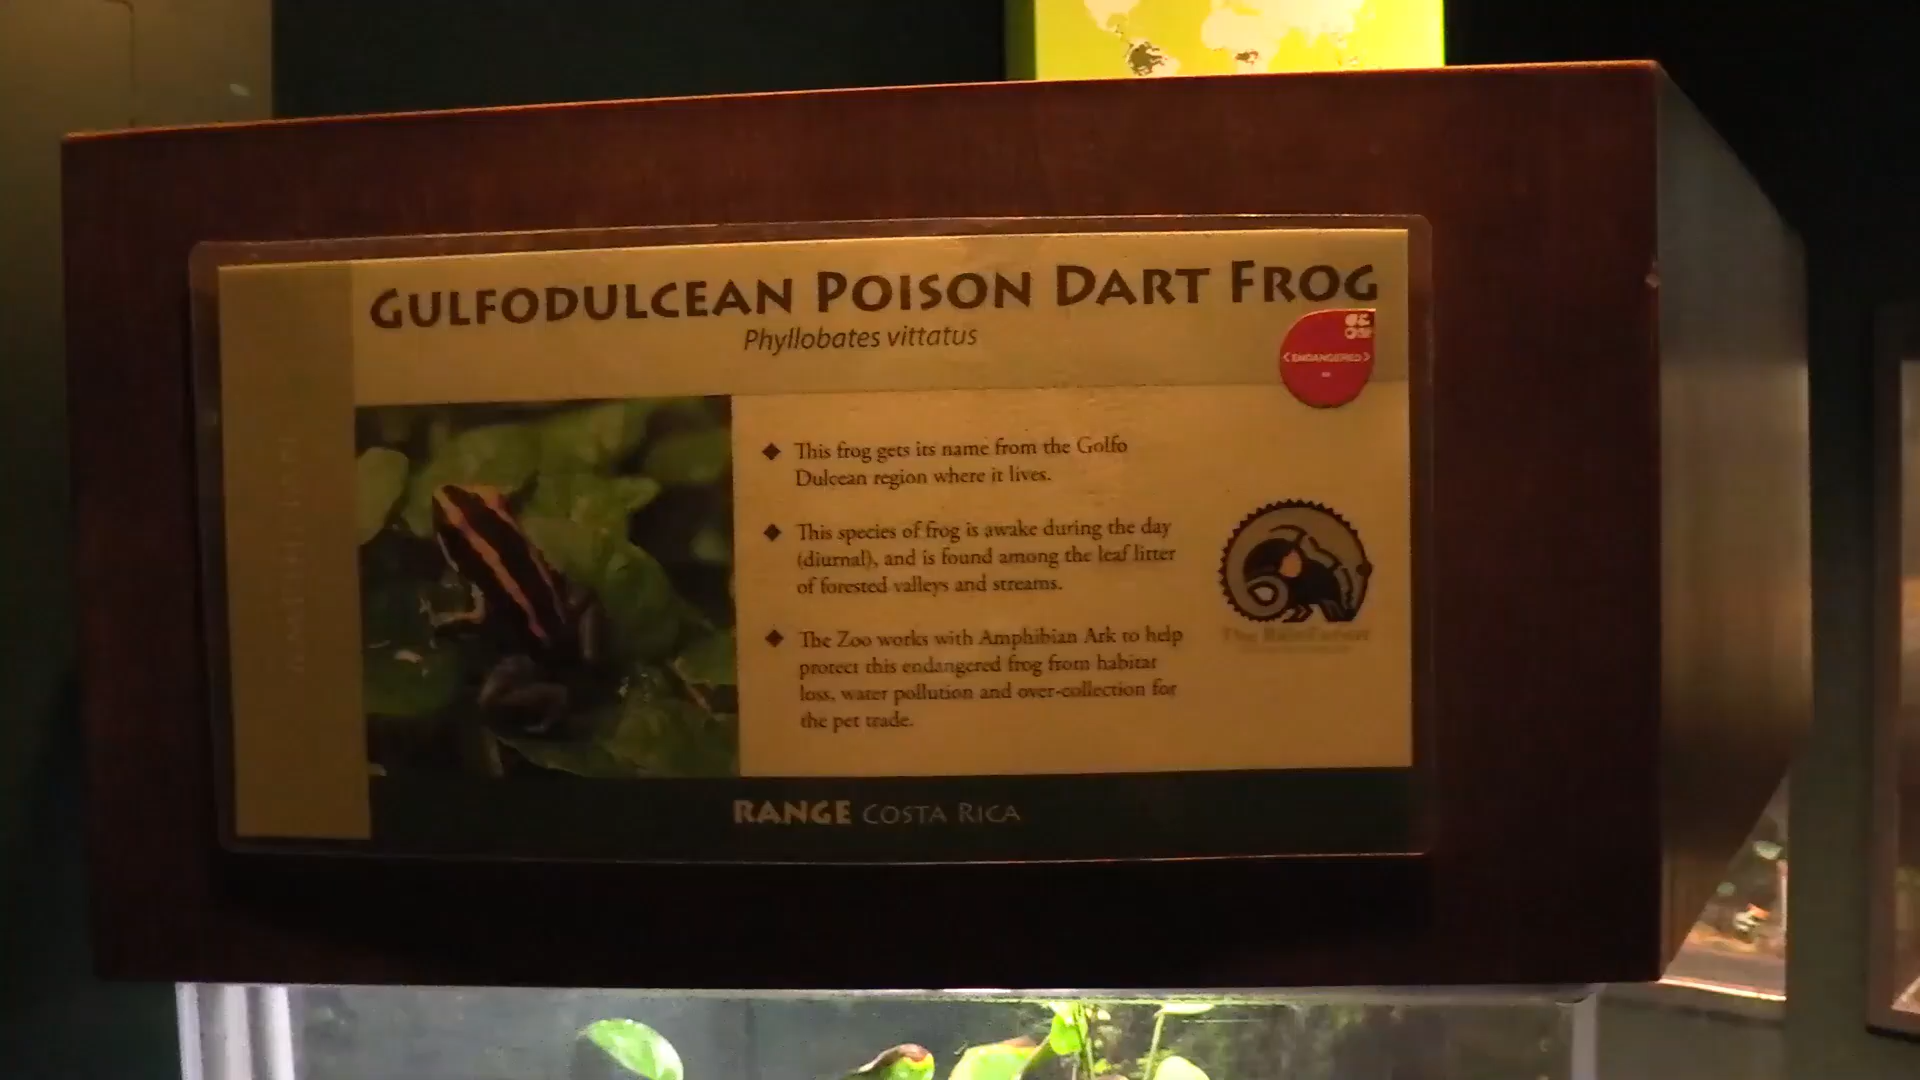 GULFODULCEAN POISON DART FROG
Phyllobates vittatus
<ENDANGERED>
This frog gets its name from the Golfo
Dulcean region where it lives.
This species of frog is awake during the day
(diurnal), and is found among the leaf litter
of forested valleys and streams.
The Zoo works with Amphibian Ark to help
protect this endangered frog from habitat
loss, water pollution and over-collection for
the pet trade.
RANGE COSTA RICA